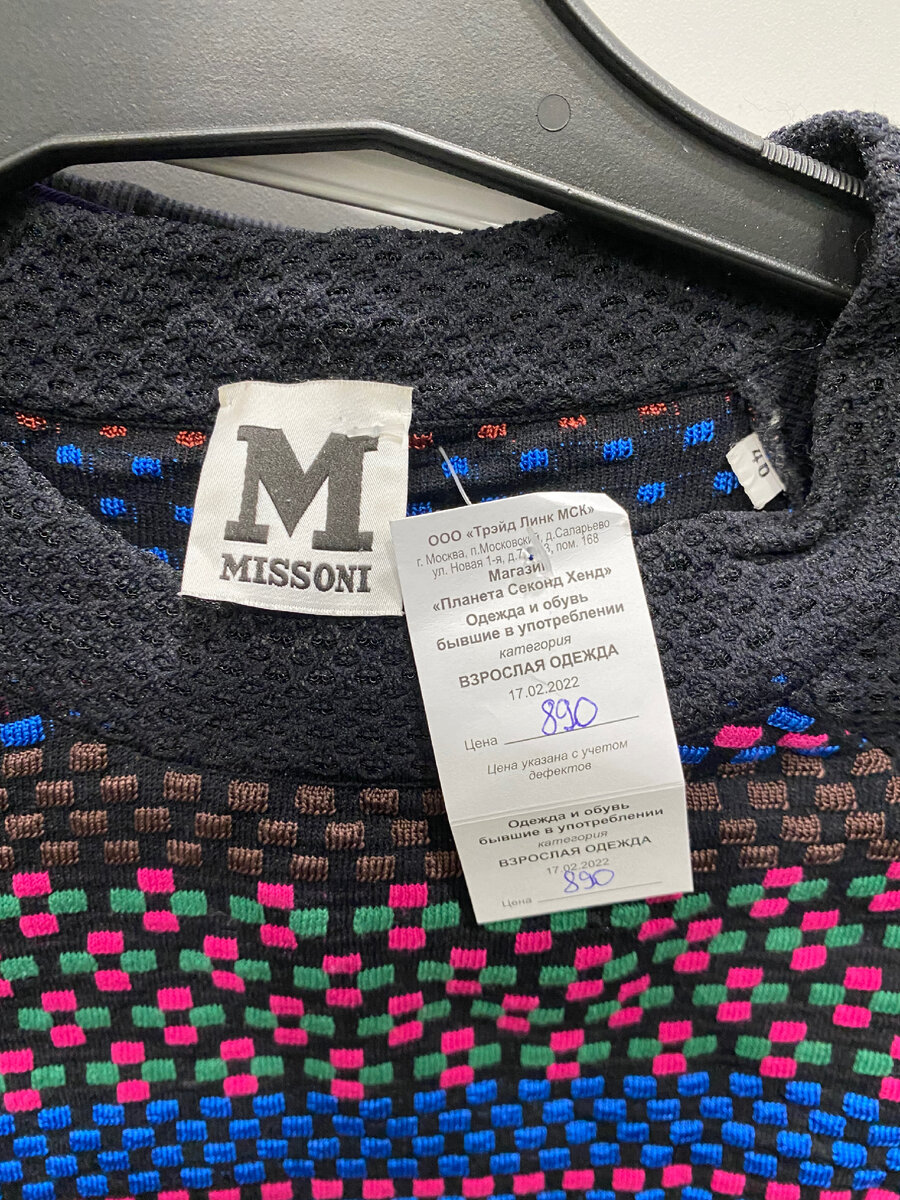 M
MISSONI
40
ООО «Трэйд Линк МСК»
г. Москва, п.Московский, д.Саларьево
ул. Новая 1-я, д. пом. 168
Магазин
«Планета Секонд Хенд»
Одежда и обувь
бывшие в употреблении
категория
ВЗРОСЛАЯ ОДЕЖДА
17.02.2022
Цена 890
Цена указана с учетом
дефектов
Одежда и обувь
бывшие в употреблении
категория
ВЗРОСЛАЯ ОДЕЖДА
17.02.2022
Цена 890